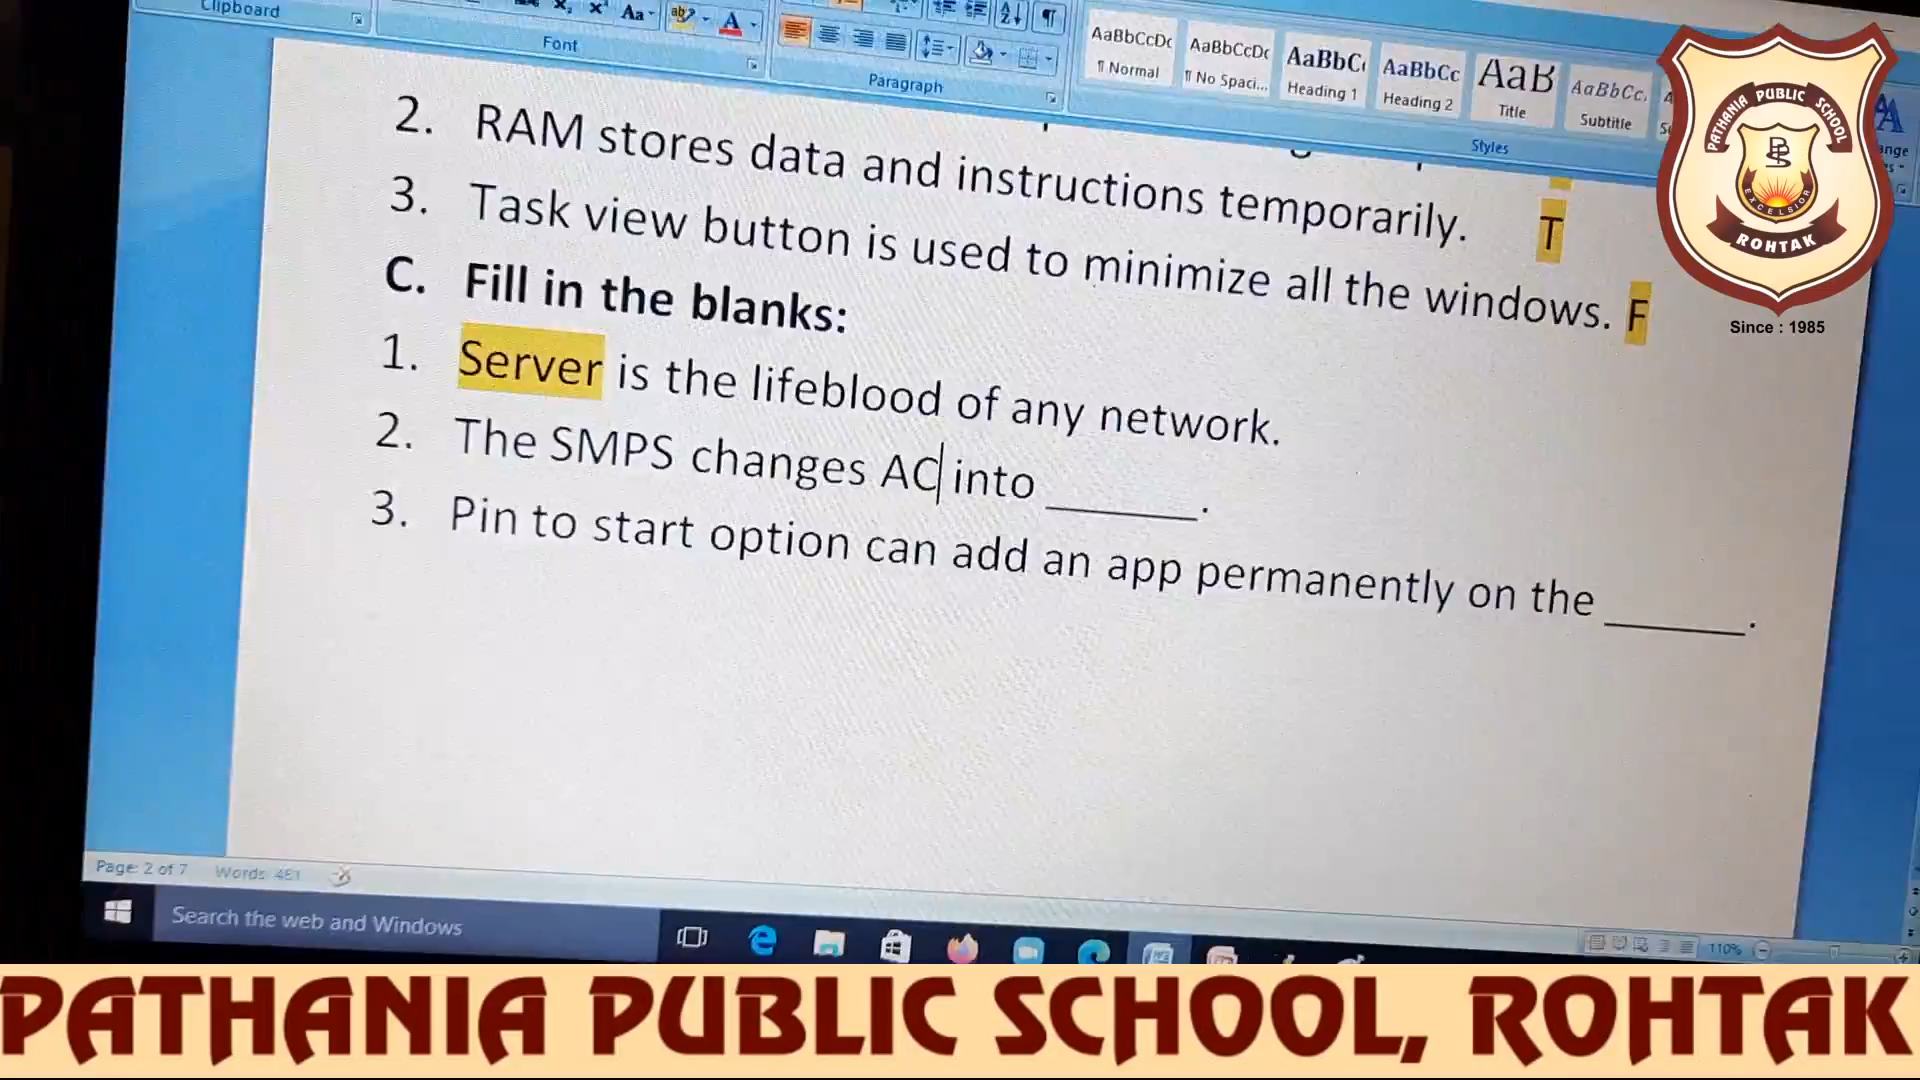 Clipboard
Font
Paragraph
Styles
Aa
AaBbCcDc
¶ Normal
AaBbCcDc
¶ No Spaci...
AaBbC
Heading 1
AaBbCc
Heading 2
AaB
Title
AaBbCc.
Subtitle
2. RAM stores data and instructions temporarily. T
3. Task view button is used to minimize all the windows. F
C. Fill in the blanks:
1. Server is the lifeblood of any network.
2. The SMPS changes AC into ______.
3. Pin to start option can add an app permanently on the ______.
PATHANIA PUBLIC SCHOOL
EXCELSIOR
ROHTAK
Since : 1985
Page: 2 of 7 Words: 461
110%
Search the web and Windows
PATHANIA PUBLIC SCHOOL, ROHTAK